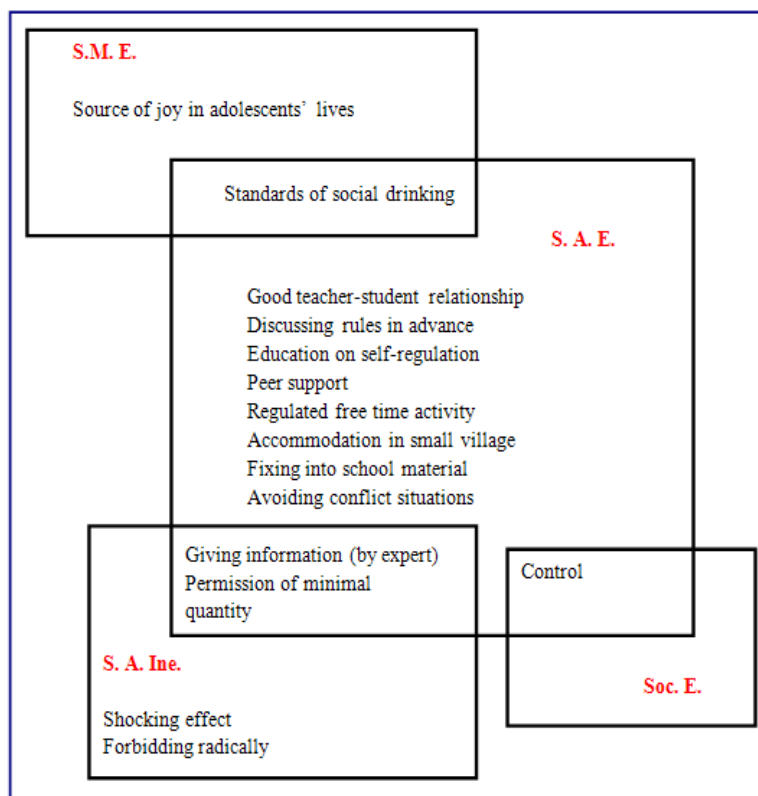 S.M. E.
Source of joy in adolescents’ lives
Standards of social drinking
S. A. E.
Good teacher-student relationship
Discussing rules in advance
Education on self-regulation
Peer support
Regulated free time activity
Accommodation in small village
Fixing into school material
Avoiding conflict situations
Giving information (by expert)
Permission of minimal
quantity
Control
S. A. Ine.
Soc. E.
Shocking effect
Forbidding radically